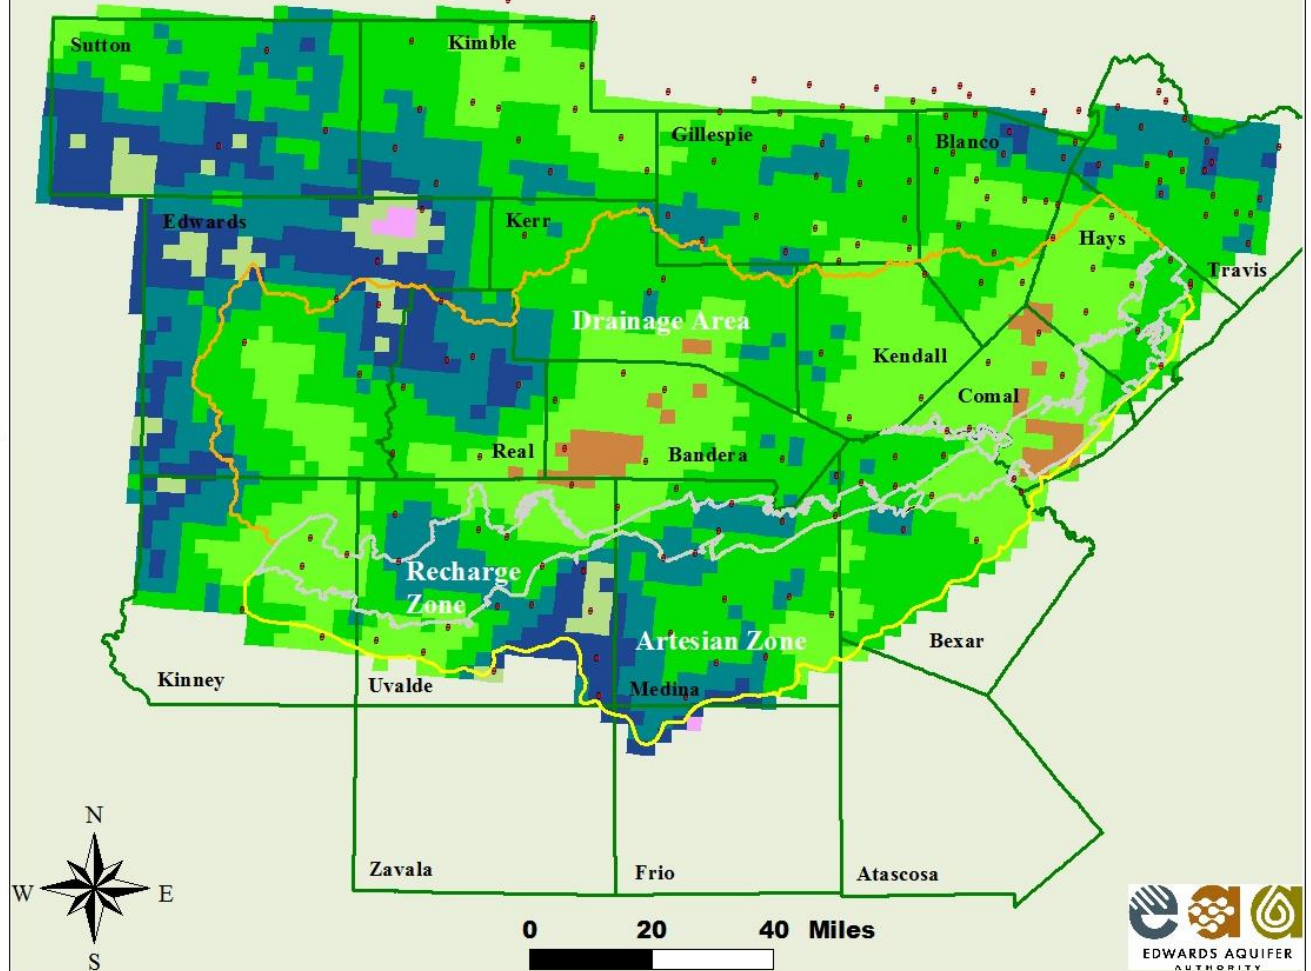 Sutton
Kimble
Gillespie
Blanco
Edwards
Kerr
Hays
Travis
Drainage Area
Kendall
Comal
Real
Bandera
Recharge
Zone
Artesian Zone
Bexar
Kinney
Uvalde
Medina
N
W
E
S
Zavala
Frio
Atascosa
0 20 40 Miles
eaa
EDWARDS AQUIFER
AUTHORITY